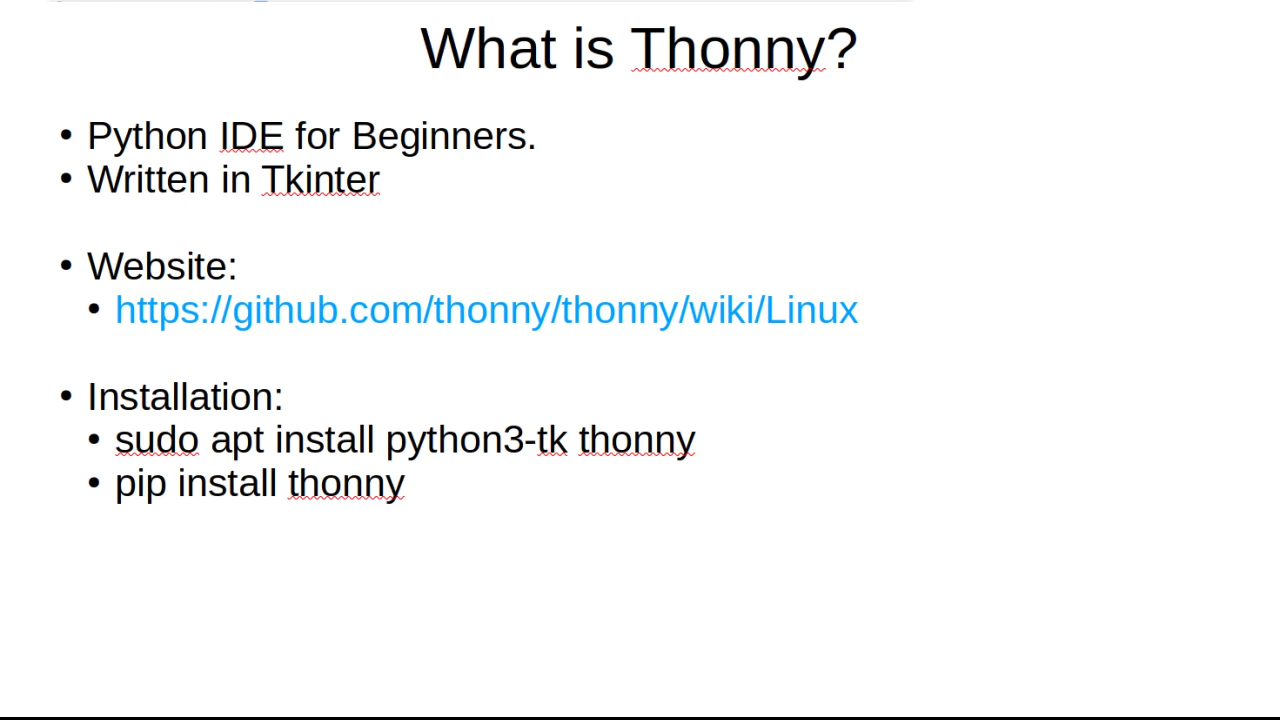 What is Thonny?
• Python IDE for Beginners.
• Written in Tkinter
• Website:
• https://github.com/thonny/thonny/wiki/Linux
• Installation:
• sudo apt install python3-tk thonny
• pip install thonny